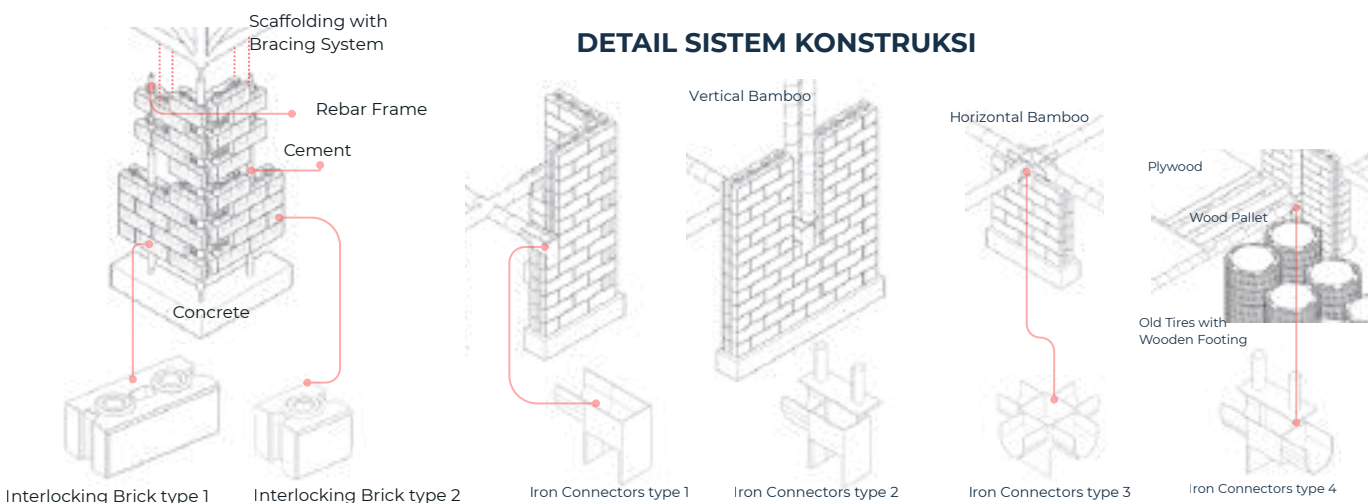 DETAIL SISTEM KONSTRUKSI
Scaffolding with
Bracing System
Rebar Frame
Cement
Concrete
Interlocking Brick type 1
Interlocking Brick type 2
Vertical Bamboo
Horizontal Bamboo
Plywood
Wood Pallet
Old Tires with
Wooden Footing
Iron Connectors type 1
Iron Connectors type 2
Iron Connectors type 3
Iron Connectors type 4